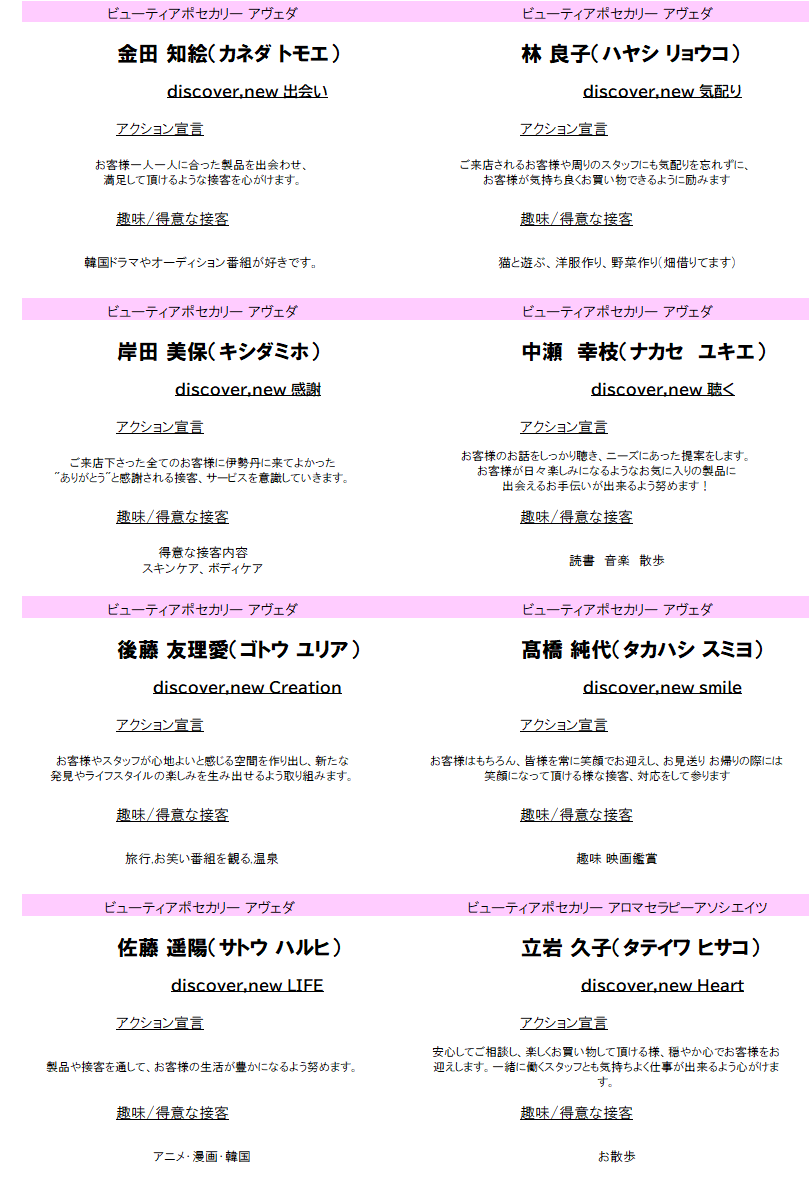 ビューティアポセカリー アヴェダ
金田 知絵(カネダ トモエ)
discover,new 出会い
アクション宣言
お客様一人一人に合った製品を出会わせ、
満足して頂けるような接客を心がけます。
趣味/得意な接客
韓国ドラマやオーディション番組が好きです。
ビューティアポセカリー アヴェダ
林 良子(ハヤシ リョウコ)
discover,new 気配り
アクション宣言
ご来店されるお客様や周りのスタッフにも気配りを忘れずに、
お客様が気持ち良くお買い物できるように励みます
趣味/得意な接客
猫と遊ぶ、洋服作り、野菜作り(畑借りてます)
ビューティアポセカリー アヴェダ
岸田 美保(キシダミホ)
discover,new 感謝
アクション宣言
ご来店下さった全てのお客様に伊勢丹に来てよかった
”ありがとう”と感謝される接客、サービスを意識していきます。
趣味/得意な接客
得意な接客内容
スキンケア、ボディケア
ビューティアポセカリー アヴェダ
中瀬　幸枝(ナカセ　ユキエ)
discover,new 聴く
アクション宣言
お客様のお話をしっかり聴き、ニーズにあった提案をします。
お客様が日々楽しみになるようなお気に入りの製品に
出会えるお手伝いが出来るよう努めます！
趣味/得意な接客
読書　音楽　散歩
ビューティアポセカリー アヴェダ
後藤 友理愛(ゴトウ ユリア)
discover,new Creation
アクション宣言
お客様やスタッフが心地よいと感じる空間を作り出し、新たな
発見やライフスタイルの楽しみを生み出せるよう取り組みます。
趣味/得意な接客
旅行,お笑い番組を観る,温泉
ビューティアポセカリー アヴェダ
髙橋 純代(タカハシ スミヨ)
discover,new smile
アクション宣言
お客様はもちろん、皆様を常に笑顔でお迎えし、お見送り お帰りの際には
笑顔になって頂ける様な接客、対応をして参ります
趣味/得意な接客
趣味 映画鑑賞
ビューティアポセカリー アヴェダ
佐藤 遥陽(サトウ ハルヒ)
discover,new LIFE
アクション宣言
製品や接客を通して、お客様の生活が豊かになるよう努めます。
趣味/得意な接客
アニメ・漫画・韓国
ビューティアポセカリー アロマセラピーアソシエイツ
立岩 久子(タテイワ ヒサコ)
discover,new Heart
アクション宣言
安心してご相談し、楽しくお買い物して頂ける様、穏やか心でお客様をお
迎えします。一緒に働くスタッフとも気持ちよく仕事が出来るよう心がけま
す。
趣味/得意な接客
お散歩